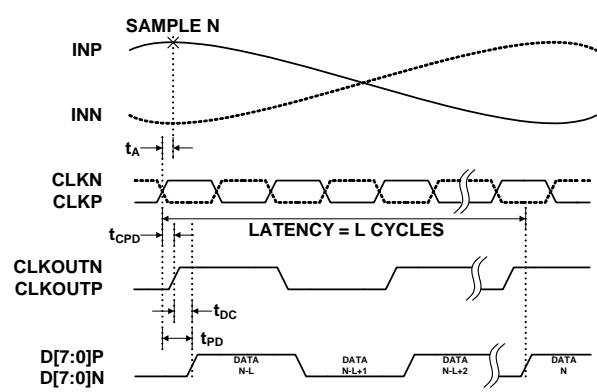 SAMPLE N
INP
INN
tA
CLKN
CLKP
LATENCY = L CYCLES
tCPD
CLKOUTN
CLKOUTP
tDC
tPD
D[7:0]P
D[7:0]N
DATA
N-L
DATA
N-L+1
DATA
N-L+2
DATA
N